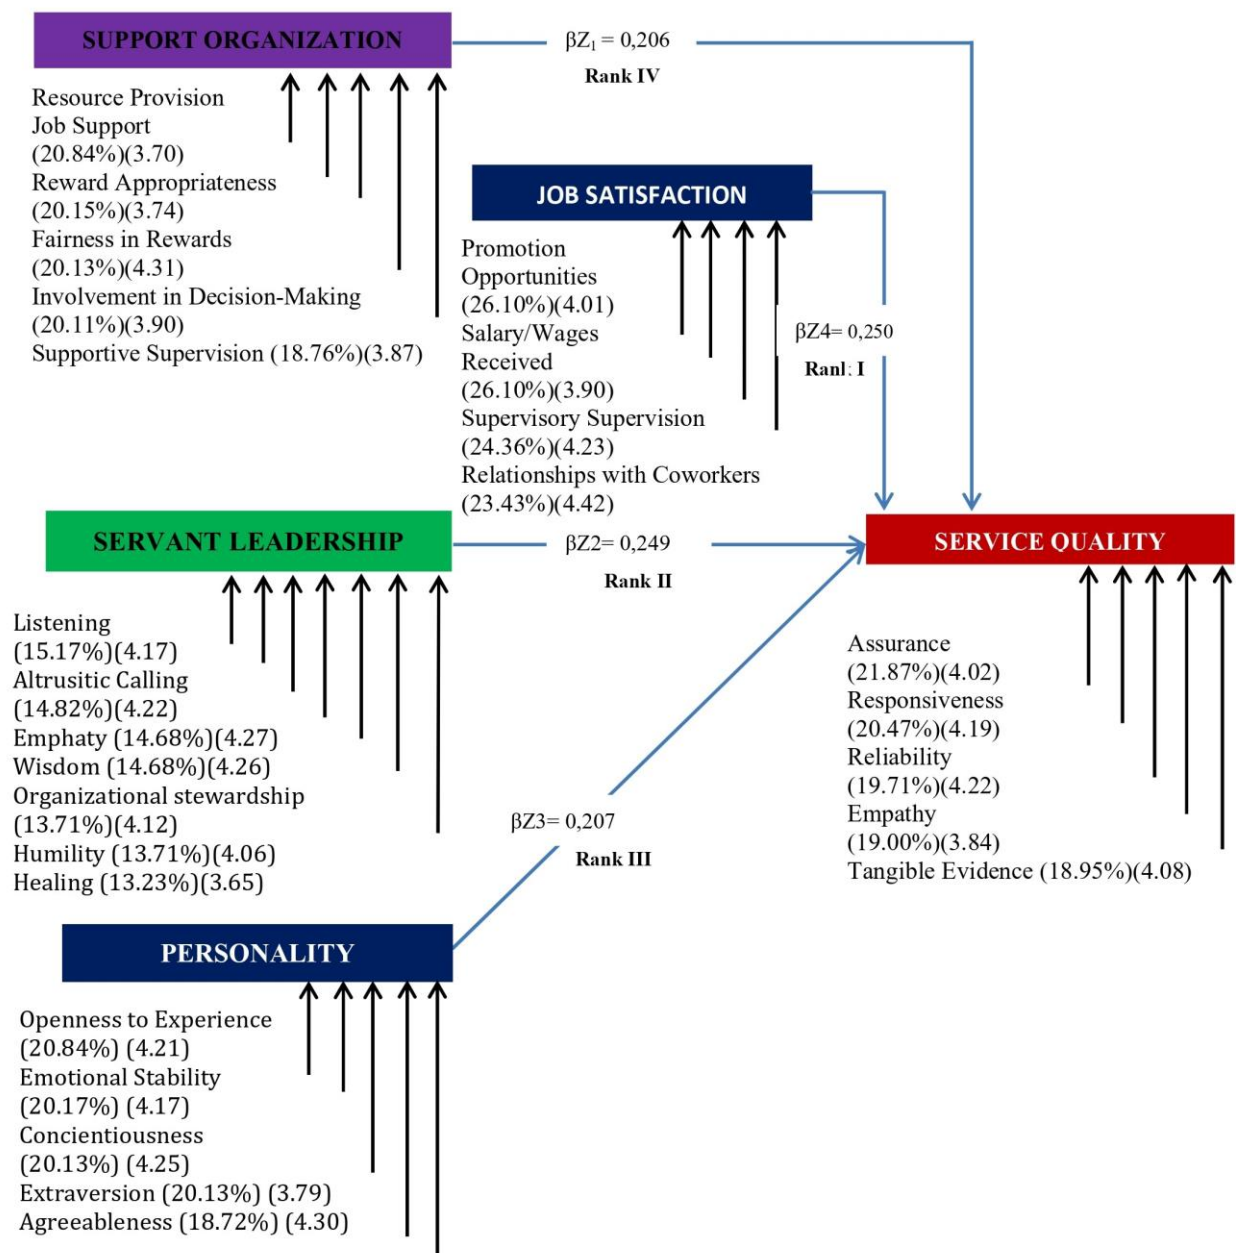 SUPPORT ORGANIZATION
βZ₁ = 0,206
Rank IV
Resource Provision
Job Support
(20.84%)(3.70)
Reward Appropriateness
(20.15%)(3.74)
Fairness in Rewards
(20.13%)(4.31)
Involvement in Decision-Making
(20.11%)(3.90)
Supportive Supervision (18.76%)(3.87)
JOB SATISFACTION
Promotion
Opportunities
(26.10%)(4.01)
Salary/Wages
Received
(26.10%)(3.90)
Supervisory Supervision
(24.36%)(4.23)
Relationships with Coworkers
(23.43%)(4.42)
βZ4= 0,250
Rank I
SERVANT LEADERSHIP
βZ2= 0,249
Rank II
SERVICE QUALITY
Listening
(15.17%)(4.17)
Altrusitic Calling
(14.82%)(4.22)
Emphaty (14.68%)(4.27)
Wisdom (14.68%)(4.26)
Organizational stewardship
(13.71%)(4.12)
Humility (13.71%)(4.06)
Healing (13.23%)(3.65)
βZ3= 0,207
Rank III
Assurance
(21.87%)(4.02)
Responsiveness
(20.47%)(4.19)
Reliability
(19.71%)(4.22)
Empathy
(19.00%)(3.84)
Tangible Evidence (18.95%)(4.08)
PERSONALITY
Openness to Experience
(20.84%) (4.21)
Emotional Stability
(20.17%) (4.17)
Concientiousness
(20.13%) (4.25)
Extraversion (20.13%) (3.79)
Agreeableness (18.72%) (4.30)